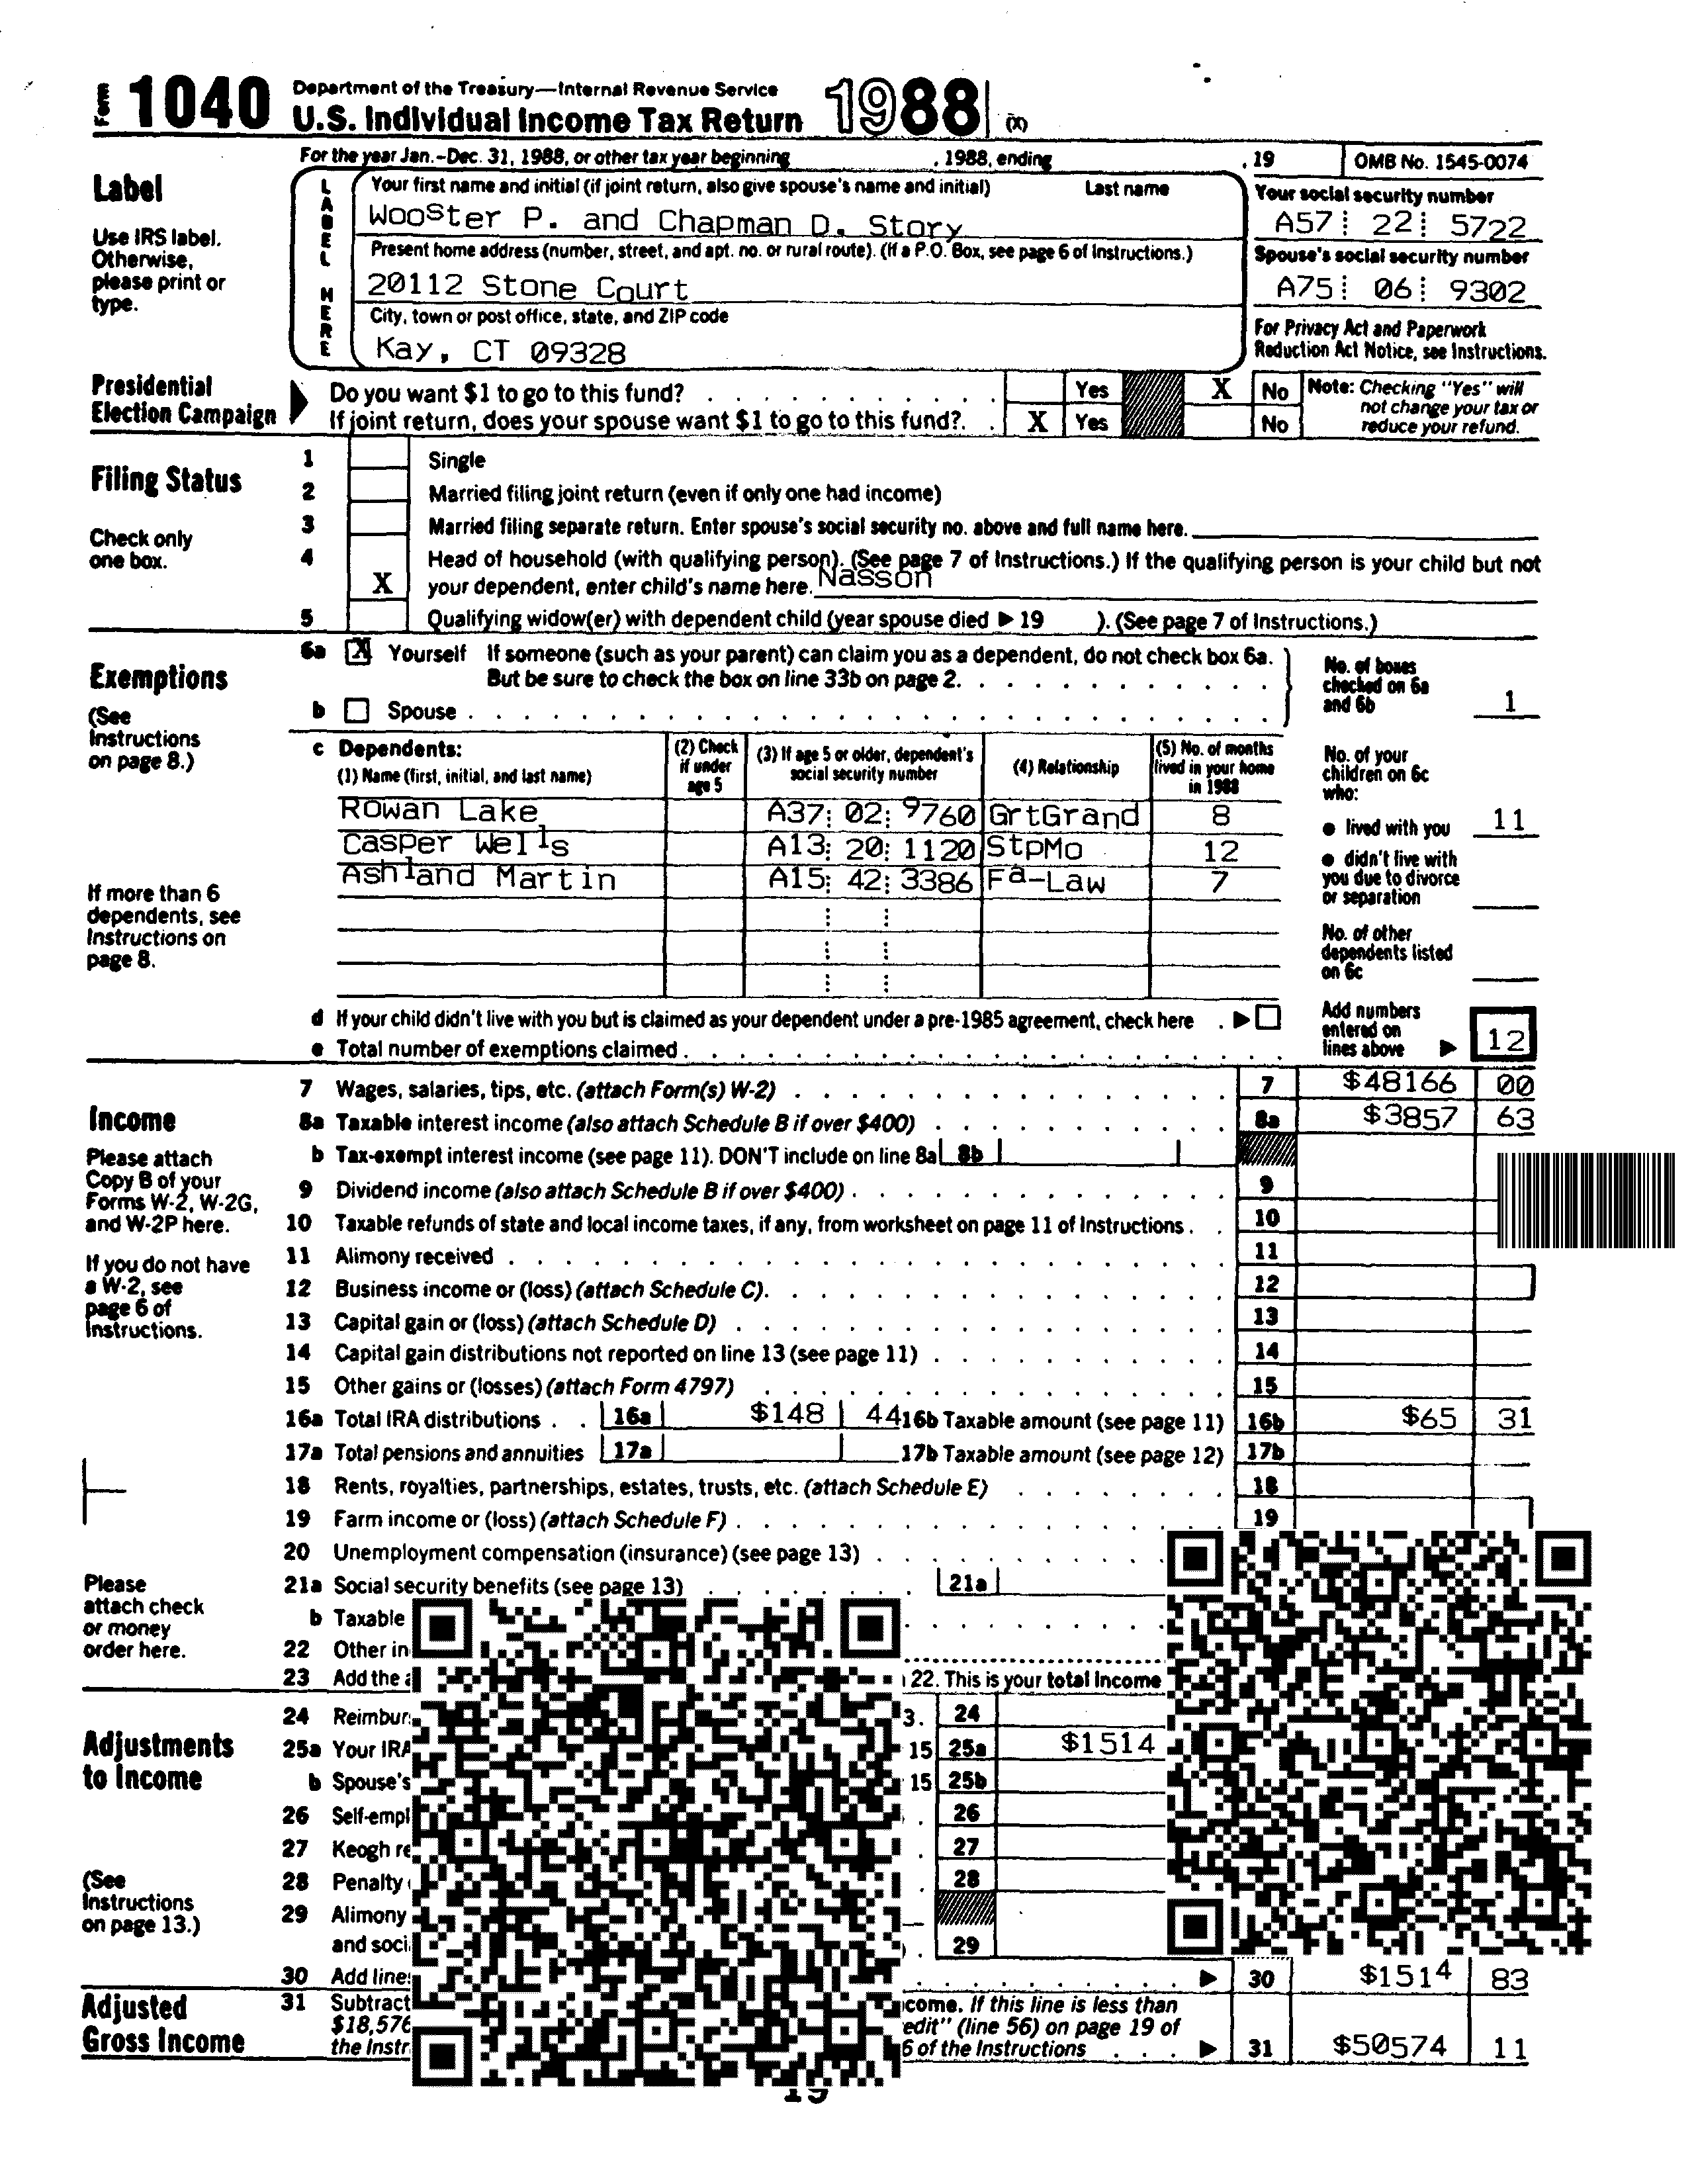 Form 1040 Department of the Treasury—Internal Revenue Service
U.S. Individual Income Tax Return 1988 (X)
For the year Jan.–Dec. 31, 1988, or other tax year beginning , 1988, ending , 19 OMB No. 1545-0074
Label
Use IRS label.
Otherwise,
please print or
type.
LABEL HERE
Your first name and initial (if joint return, also give spouse's name and initial) Last name
Wooster P. and Chapman D. Story
Your social security number
A57 22 5722
Present home address (number, street, and apt. no. or rural route). (If a P.O. Box, see page 6 of Instructions.)
20112 Stone Court
Spouse's social security number
A75 06 9302
City, town or post office, state, and ZIP code
Kay, CT 09328
For Privacy Act and Paperwork
Reduction Act Notice, see Instructions.
Presidential
Election Campaign
Do you want $1 to go to this fund? Yes X No
If joint return, does your spouse want $1 to go to this fund? X Yes No
Note: Checking "Yes" will
not change your tax or
reduce your refund.
Filing Status
Check only
one box.
1 Single
2 Married filing joint return (even if only one had income)
3 Married filing separate return. Enter spouse's social security no. above and full name here.
4 Head of household (with qualifying person). (See page 7 of Instructions.) If the qualifying person is your child but not
X your dependent, enter child's name here. Nasson
5 Qualifying widow(er) with dependent child (year spouse died ▶ 19 ). (See page 7 of Instructions.)
Exemptions
(See
Instructions
on page 8.)
If more than 6
dependents, see
Instructions on
page 8.
6a X Yourself If someone (such as your parent) can claim you as a dependent, do not check box 6a.
But be sure to check the box on line 33b on page 2.
b Spouse
No. of boxes
checked on 6a
and 6b 1
c Dependents:
(1) Name (first, initial, and last name)
(2) Check
if under
age 5
(3) If age 5 or older, dependent's
social security number
(4) Relationship
(5) No. of months
lived in your home
in 1988
Rowan Lake A37 02 9760 GrtGrand 8
Casper Wells A13 20 1120 StpMo 12
Ashland Martin A15 42 3386 Fa-Law 7
No. of your
children on 6c
who:
● lived with you 11
● didn't live with
you due to divorce
or separation
No. of other
dependents listed
on 6c
d If your child didn't live with you but is claimed as your dependent under a pre-1985 agreement, check here ▶
e Total number of exemptions claimed
Add numbers
entered on
lines above ▶ 12
Income
Please attach
Copy B of your
Forms W-2, W-2G,
and W-2P here.
If you do not have
a W-2, see
page 6 of
Instructions.
Please
attach check
or money
order here.
7 Wages, salaries, tips, etc. (attach Form(s) W-2) 7 $48166 00
8a Taxable interest income (also attach Schedule B if over $400) 8a $3857 63
b Tax-exempt interest income (see page 11). DON'T include on line 8a 8b
9 Dividend income (also attach Schedule B if over $400) 9
10 Taxable refunds of state and local income taxes, if any, from worksheet on page 11 of Instructions 10
11 Alimony received 11
12 Business income or (loss) (attach Schedule C) 12
13 Capital gain or (loss) (attach Schedule D) 13
14 Capital gain distributions not reported on line 13 (see page 11) 14
15 Other gains or (losses) (attach Form 4797) 15
16a Total IRA distributions 16a $148 44 16b Taxable amount (see page 11) 16b $65 31
17a Total pensions and annuities 17a 17b Taxable amount (see page 12) 17b
18 Rents, royalties, partnerships, estates, trusts, etc. (attach Schedule E) 18
19 Farm income or (loss) (attach Schedule F) 19
20 Unemployment compensation (insurance) (see page 13)
21a Social security benefits (see page 13) 21a
b Taxable
22 Other in
23 Add the 22. This is your total income
Adjustments
to Income
(See
Instructions
on page 13.)
24 Reimbur 3. 24
25a Your IRA 15 25a $1514
b Spouse's 15 25b
26 Self-empl 26
27 Keogh re 27
28 Penalty 28
29 Alimony
and soci 29
30 Add line ▶ 30 $1514 83
Adjusted
Gross Income
31 Subtract come. If this line is less than
$18,576 edit" (line 56) on page 19 of
the Instr 6 of the Instructions ▶ 31 $50574 11